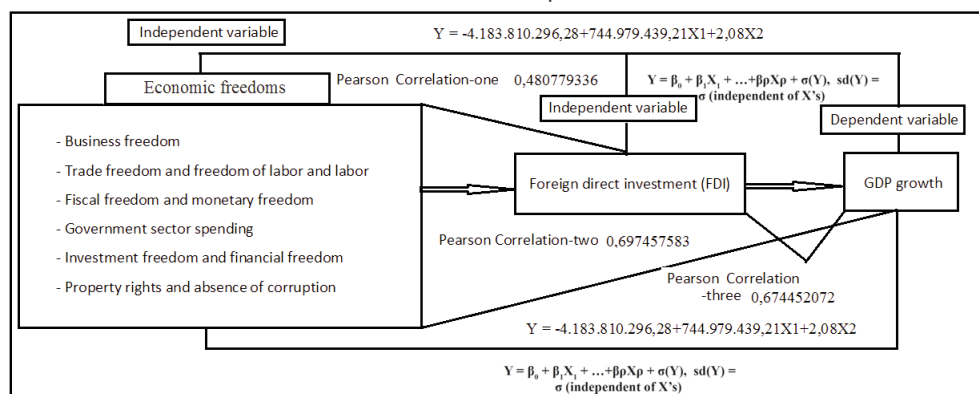 Independent variable
Y = -4.183.810.296,28+744.979.439,21X1+2,08X2
Economic freedoms
Pearson Correlation-one 0,480779336
Y = β₀ + β₁X₁ + …+βρXρ + σ(Y), sd(Y) =
σ (independent of X's)
Independent variable
Dependent variable
- Business freedom
- Trade freedom and freedom of labor and labor
- Fiscal freedom and monetary freedom
- Government sector spending
- Investment freedom and financial freedom
- Property rights and absence of corruption
Foreign direct investment (FDI)
GDP growth
Pearson Correlation-two 0,697457583
Pearson Correlation
-three 0,674452072
Y = -4.183.810.296,28+744.979.439,21X1+2,08X2
Y = β₀ + β₁X₁ + …+βρXρ + σ(Y), sd(Y) =
σ (independent of X's)